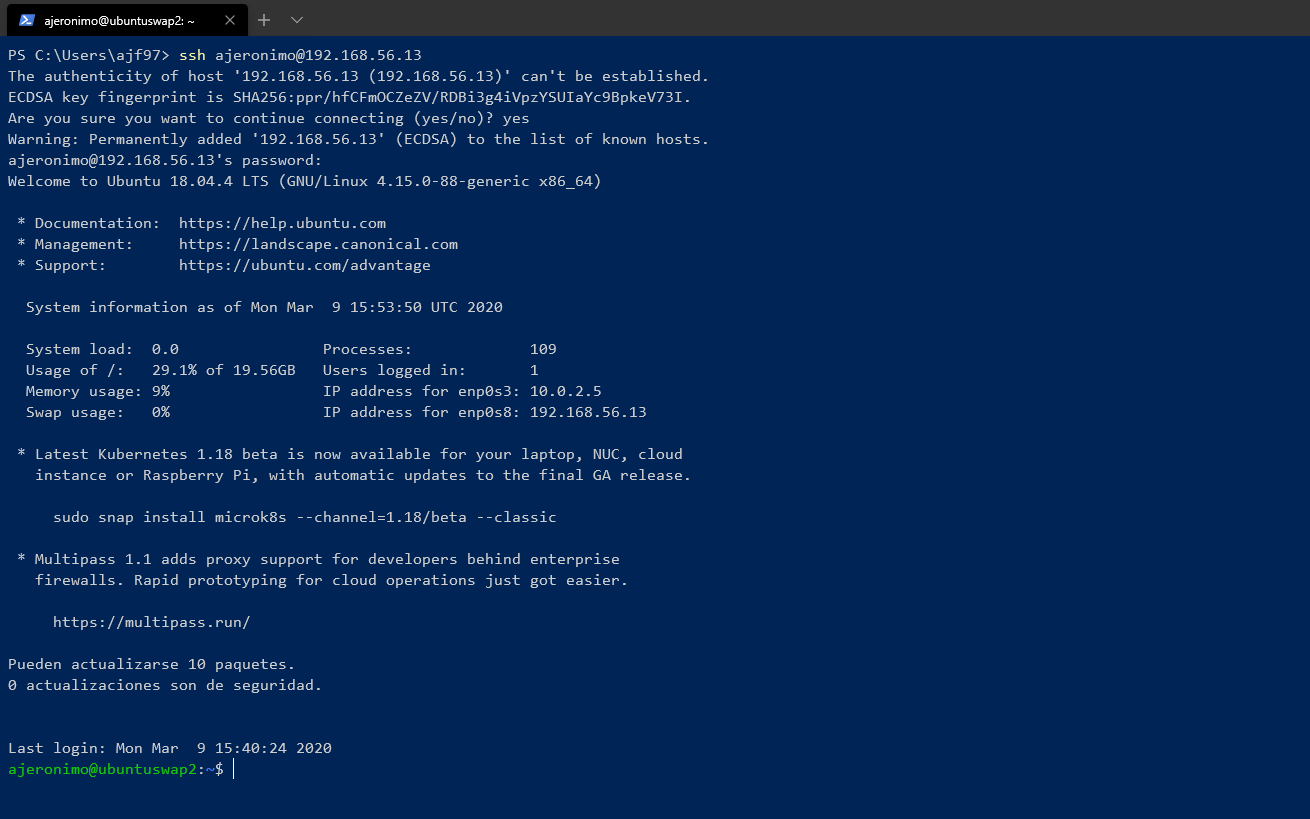 ajeronimo@ubuntuswap2: ~
PS C:\Users\ajf97> ssh ajeronimo@192.168.56.13
The authenticity of host '192.168.56.13 (192.168.56.13)' can't be established.
ECDSA key fingerprint is SHA256:ppr/hfCFmOCZeZV/RDBi3g4iVpzYSUIaYc9BpkeV73I.
Are you sure you want to continue connecting (yes/no)? yes
Warning: Permanently added '192.168.56.13' (ECDSA) to the list of known hosts.
ajeronimo@192.168.56.13's password:
Welcome to Ubuntu 18.04.4 LTS (GNU/Linux 4.15.0-88-generic x86_64)
* Documentation:  https://help.ubuntu.com
* Management:     https://landscape.canonical.com
* Support:        https://ubuntu.com/advantage
System information as of Mon Mar  9 15:53:50 UTC 2020
System load:  0.0                Processes:             109
Usage of /:   29.1% of 19.56GB   Users logged in:       1
Memory usage: 9%                 IP address for enp0s3: 10.0.2.5
Swap usage:   0%                 IP address for enp0s8: 192.168.56.13
* Latest Kubernetes 1.18 beta is now available for your laptop, NUC, cloud
instance or Raspberry Pi, with automatic updates to the final GA release.
sudo snap install microk8s --channel=1.18/beta --classic
* Multipass 1.1 adds proxy support for developers behind enterprise
firewalls. Rapid prototyping for cloud operations just got easier.
https://multipass.run/
Pueden actualizarse 10 paquetes.
0 actualizaciones son de seguridad.
Last login: Mon Mar  9 15:40:24 2020
ajeronimo@ubuntuswap2:~$